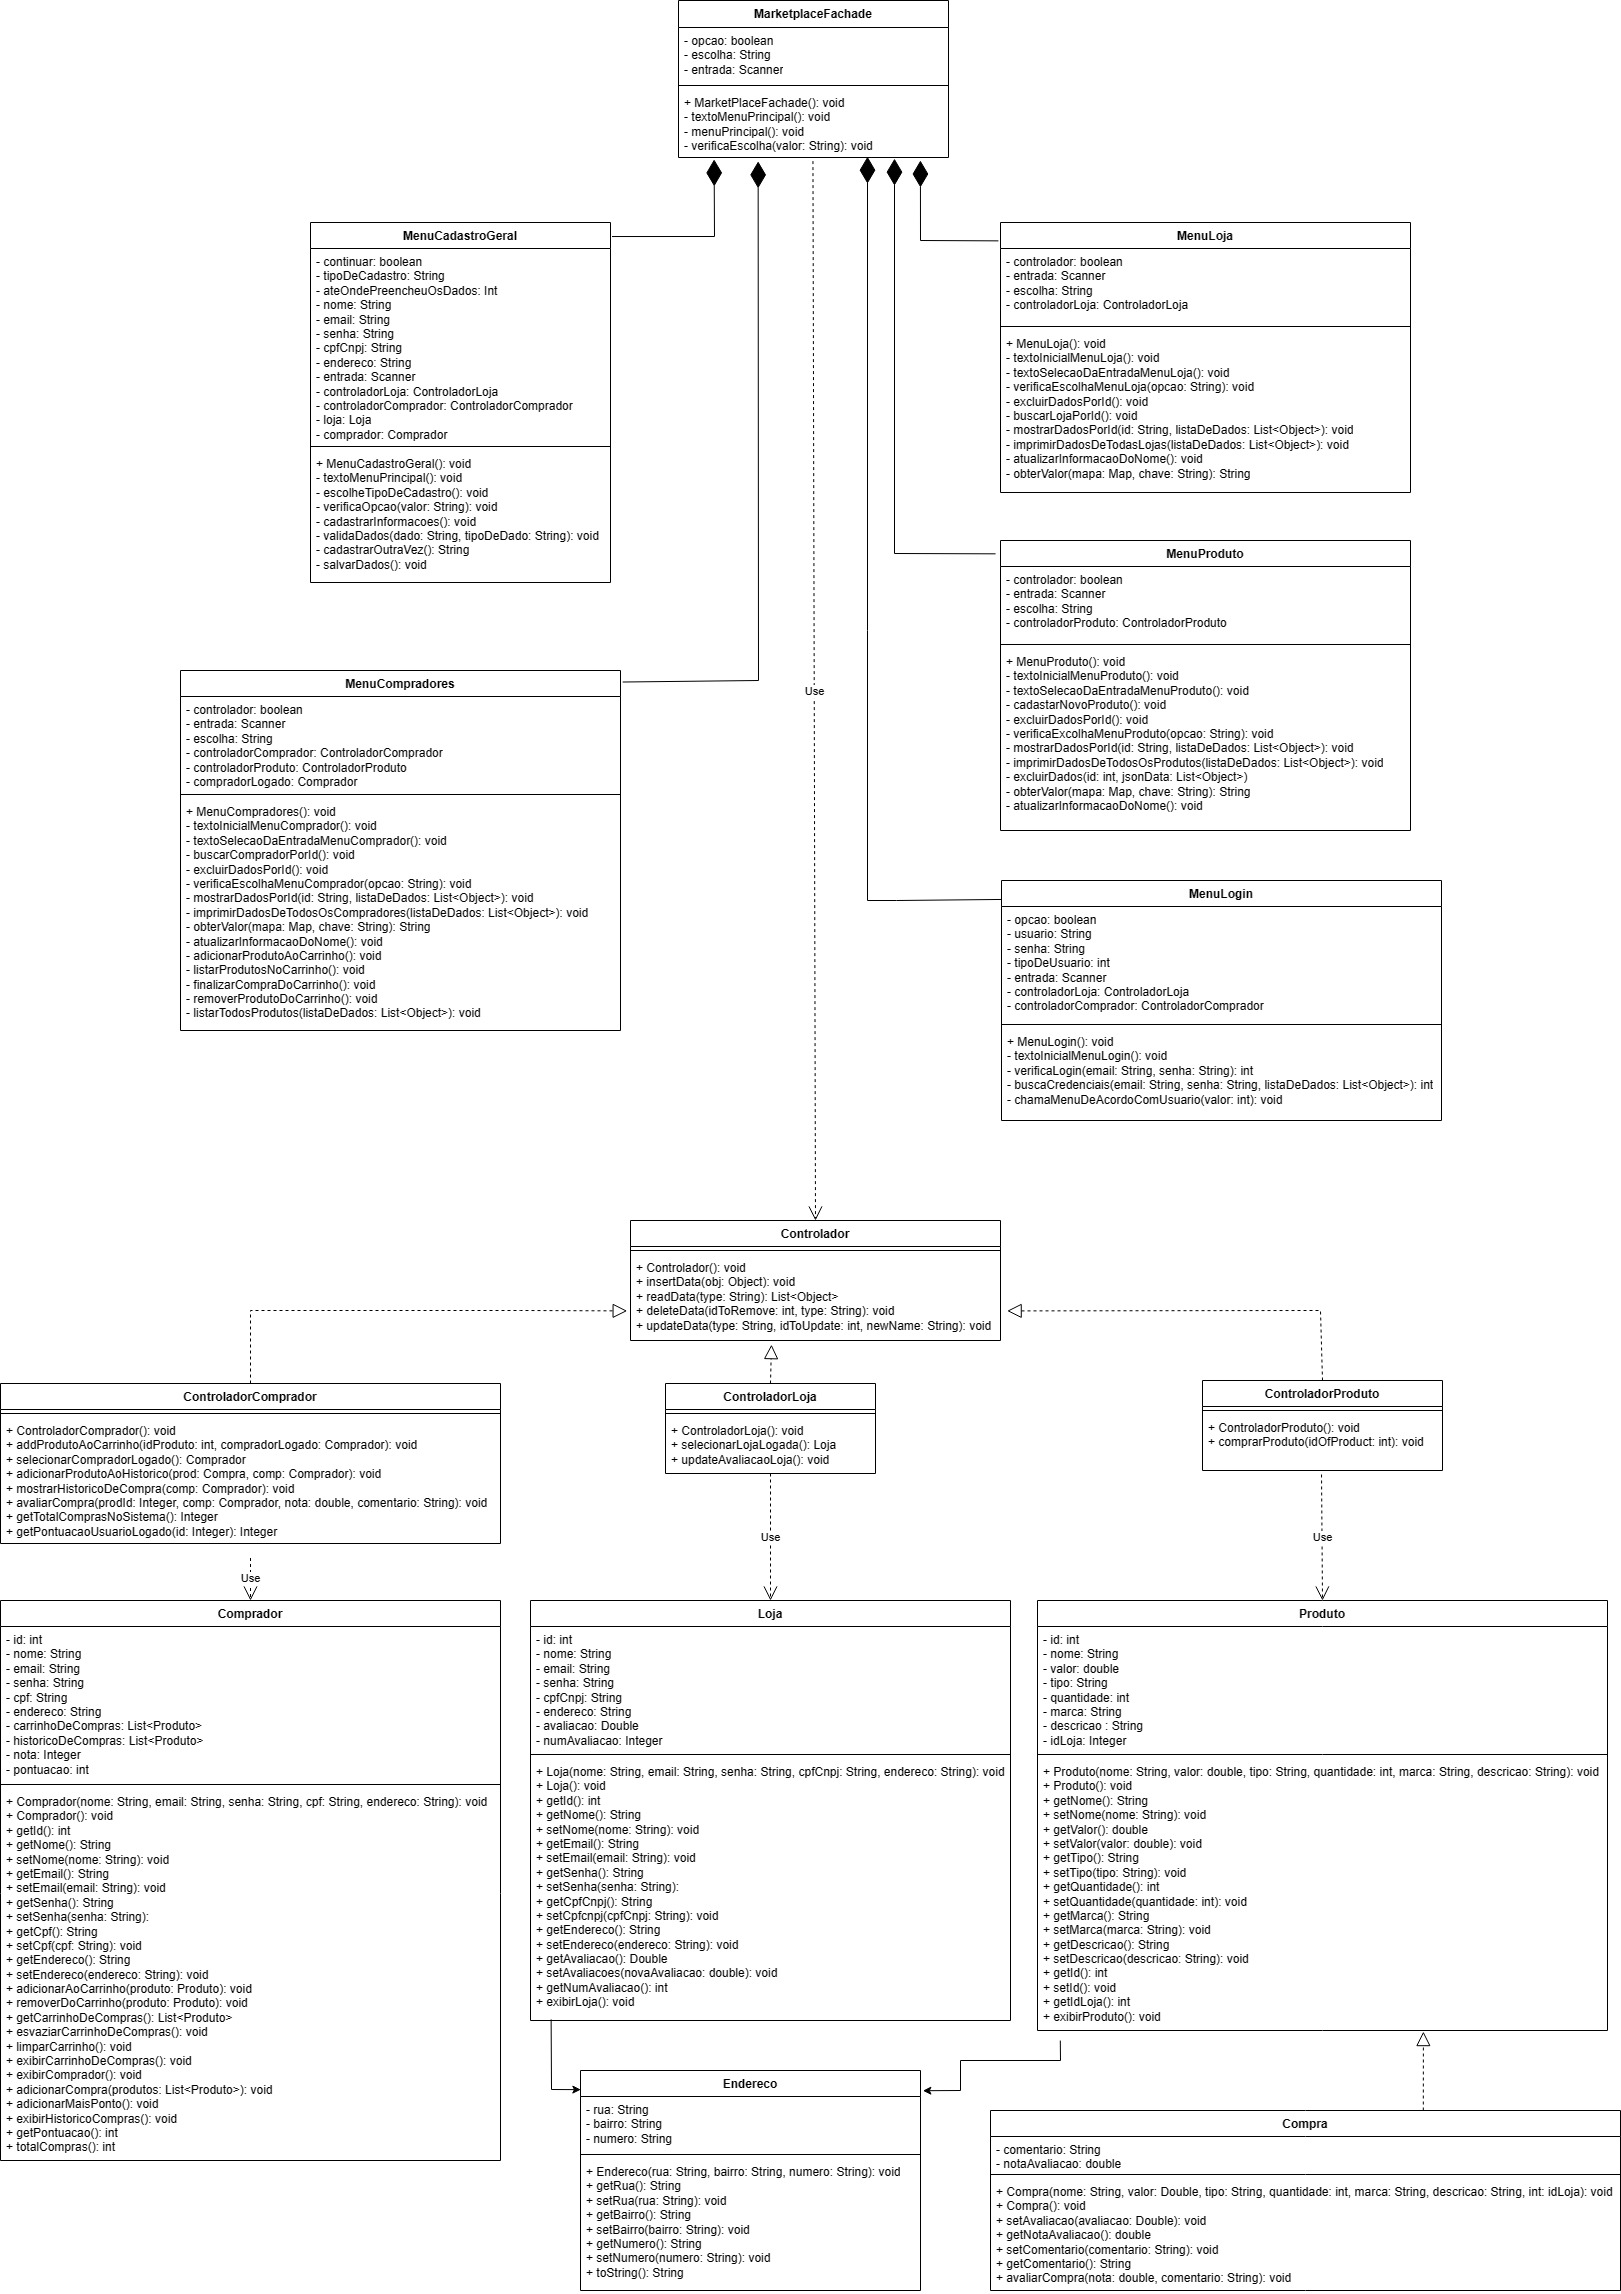 MarketplaceFachade
- opcao: boolean
- escolha: String
- entrada: Scanner
+ MarketPlaceFachade(): void
- textoMenuPrincipal(): void
- menuPrincipal(): void
- verificaEscolha(valor: String): void
MenuCadastroGeral
- continuar: boolean
- tipoDeCadastro: String
- ateOndePreencheuOsDados: Int
- nome: String
- email: String
- senha: String
- cpfCnpj: String
- endereco: String
- entrada: Scanner
- controladorLoja: ControladorLoja
- controladorComprador: ControladorComprador
- loja: Loja
- comprador: Comprador
+ MenuCadastroGeral(): void
- textoMenuPrincipal(): void
- escolheTipoDeCadastro(): void
- verificaOpcao(valor: String): void
- cadastrarInformacoes(): void
- validaDados(dado: String, tipoDeDado: String): void
- cadastrarOutraVez(): String
- salvarDados(): void
MenuLoja
- controlador: boolean
- entrada: Scanner
- escolha: String
- controladorLoja: ControladorLoja
+ MenuLoja(): void
- textoInicialMenuLoja(): void
- textoSelecaoDaEntradaMenuLoja(): void
- verificaEscolhaMenuLoja(opcao: String): void
- excluirDadosPorId(): void
- buscarLojaPorId(): void
- mostrarDadosPorId(id: String, listaDeDados: List<Object>): void
- imprimirDadosDeTodasLojas(listaDeDados: List<Object>): void
- atualizarInformacaoDoNome(): void
- obterValor(mapa: Map, chave: String): String
MenuProduto
- controlador: boolean
- entrada: Scanner
- escolha: String
- controladorProduto: ControladorProduto
+ MenuProduto(): void
- textoInicialMenuProduto(): void
- textoSelecaoDaEntradaMenuProduto(): void
- cadastarNovoProduto(): void
- excluirDadosPorId(): void
- verificaExcolhaMenuProduto(opcao: String): void
- mostrarDadosPorId(id: String, listaDeDados: List<Object>): void
- imprimirDadosDeTodosOsProdutos(listaDeDados: List<Object>): void
- excluirDados(id: int, jsonData: List<Object>)
- obterValor(mapa: Map, chave: String): String
- atualizarInformacaoDoNome(): void
Use
MenuCompradores
- controlador: boolean
- entrada: Scanner
- escolha: String
- controladorComprador: ControladorComprador
- controladorProduto: ControladorProduto
- compradorLogado: Comprador
+ MenuCompradores(): void
- textoInicialMenuComprador(): void
- textoSelecaoDaEntradaMenuComprador(): void
- buscarCompradorPorId(): void
- excluirDadosPorId(): void
- verificaEscolhaMenuComprador(opcao: String): void
- mostrarDadosPorId(id: String, listaDeDados: List<Object>): void
- imprimirDadosDeTodosOsCompradores(listaDeDados: List<Object>): void
- obterValor(mapa: Map, chave: String): String
- atualizarInformacaoDoNome(): void
- adicionarProdutoAoCarrinho(): void
- listarProdutosNoCarrinho(): void
- finalizarCompraDoCarrinho(): void
- removerProdutoDoCarrinho(): void
- listarTodosProdutos(listaDeDados: List<Object>): void
MenuLogin
- opcao: boolean
- usuario: String
- senha: String
- tipoDeUsuario: int
- entrada: Scanner
- controladorLoja: ControladorLoja
- controladorComprador: ControladorComprador
+ MenuLogin(): void
- textoInicialMenuLogin(): void
- verificaLogin(email: String, senha: String): int
- buscaCredenciais(email: String, senha: String, listaDeDados: List<Object>): int
- chamaMenuDeAcordoComUsuario(valor: int): void
Controlador
+ Controlador(): void
+ insertData(obj: Object): void
+ readData(type: String): List<Object>
+ deleteData(idToRemove: int, type: String): void
+ updateData(type: String, idToUpdate: int, newName: String): void
ControladorComprador
+ ControladorComprador(): void
+ addProdutoAoCarrinho(idProduto: int, compradorLogado: Comprador): void
+ selecionarCompradorLogado(): Comprador
+ adicionarProdutoAoHistorico(prod: Compra, comp: Comprador): void
+ mostrarHistoricoDeCompra(comp: Comprador): void
+ avaliarCompra(prodId: Integer, comp: Comprador, nota: double, comentario: String): void
+ getTotalComprasNoSistema(): Integer
+ getPontuacaoUsuarioLogado(id: Integer): Integer
ControladorLoja
+ ControladorLoja(): void
+ selecionarLojaLogada(): Loja
+ updateAvaliacaoLoja(): void
ControladorProduto
+ ControladorProduto(): void
+ comprarProduto(idOfProduct: int): void
Use
Use
Use
Comprador
- id: int
- nome: String
- email: String
- senha: String
- cpf: String
- endereco: String
- carrinhoDeCompras: List<Produto>
- historicoDeCompras: List<Produto>
- nota: Integer
- pontuacao: int
+ Comprador(nome: String, email: String, senha: String, cpf: String, endereco: String): void
+ Comprador(): void
+ getId(): int
+ getNome(): String
+ setNome(nome: String): void
+ getEmail(): String
+ setEmail(email: String): void
+ getSenha(): String
+ setSenha(senha: String):
+ getCpf(): String
+ setCpf(cpf: String): void
+ getEndereco(): String
+ setEndereco(endereco: String): void
+ adicionarAoCarrinho(produto: Produto): void
+ removerDoCarrinho(produto: Produto): void
+ getCarrinhoDeCompras(): List<Produto>
+ esvaziarCarrinhoDeCompras(): void
+ limparCarrinho(): void
+ exibirCarrinhoDeCompras(): void
+ exibirComprador(): void
+ adicionarCompra(produtos: List<Produto>): void
+ adicionarMaisPonto(): void
+ exibirHistoricoCompras(): void
+ getPontuacao(): int
+ totalCompras(): int
Loja
- id: int
- nome: String
- email: String
- senha: String
- cpfCnpj: String
- endereco: String
- avaliacao: Double
- numAvaliacao: Integer
+ Loja(nome: String, email: String, senha: String, cpfCnpj: String, endereco: String): void
+ Loja(): void
+ getId(): int
+ getNome(): String
+ setNome(nome: String): void
+ getEmail(): String
+ setEmail(email: String): void
+ getSenha(): String
+ setSenha(senha: String):
+ getCpfCnpj(): String
+ setCpfcnpj(cpfCnpj: String): void
+ getEndereco(): String
+ setEndereco(endereco: String): void
+ getAvaliacao(): Double
+ setAvaliacoes(novaAvaliacao: double): void
+ getNumAvaliacao(): int
+ exibirLoja(): void
Produto
- id: int
- nome: String
- valor: double
- tipo: String
- quantidade: int
- marca: String
- descricao : String
- idLoja: Integer
+ Produto(nome: String, valor: double, tipo: String, quantidade: int, marca: String, descricao: String): void
+ Produto(): void
+ getNome(): String
+ setNome(nome: String): void
+ getValor(): double
+ setValor(valor: double): void
+ getTipo(): String
+ setTipo(tipo: String): void
+ getQuantidade(): int
+ setQuantidade(quantidade: int): void
+ getMarca(): String
+ setMarca(marca: String): void
+ getDescricao(): String
+ setDescricao(descricao: String): void
+ getId(): int
+ setId(): void
+ getIdLoja(): int
+ exibirProduto(): void
Endereco
- rua: String
- bairro: String
- numero: String
+ Endereco(rua: String, bairro: String, numero: String): void
+ getRua(): String
+ setRua(rua: String): void
+ getBairro(): String
+ setBairro(bairro: String): void
+ getNumero(): String
+ setNumero(numero: String): void
+ toString(): String
Compra
- comentario: String
- notaAvaliacao: double
+ Compra(nome: String, valor: Double, tipo: String, quantidade: int, marca: String, descricao: String, int: idLoja): void
+ Compra(): void
+ setAvaliacao(avaliacao: Double): void
+ getNotaAvaliacao(): double
+ setComentario(comentario: String): void
+ getComentario(): String
+ avaliarCompra(nota: double, comentario: String): void